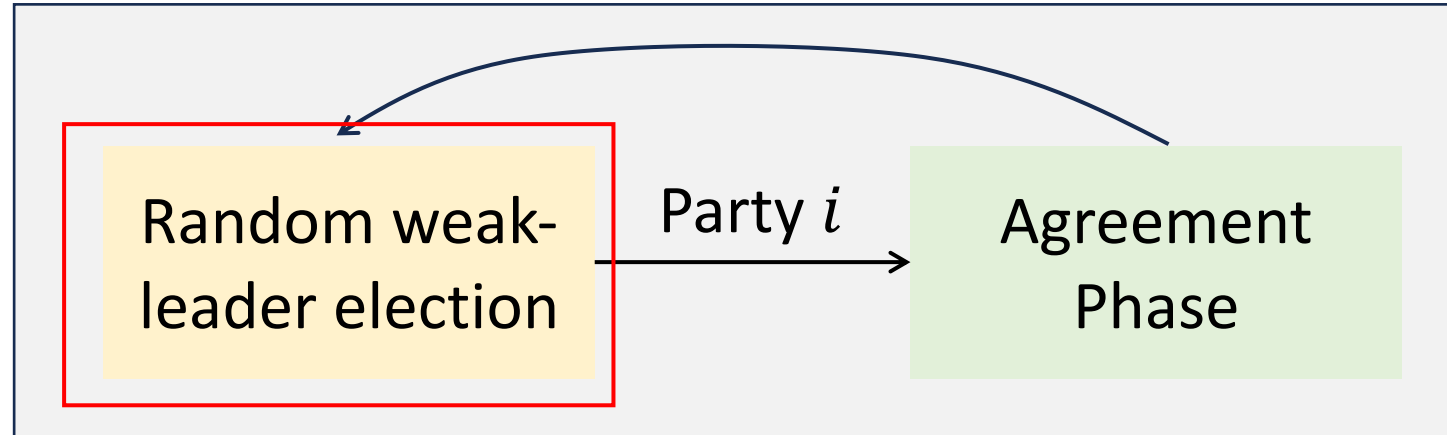 Random weak-
leader election
Party 𝑖
Agreement
Phase